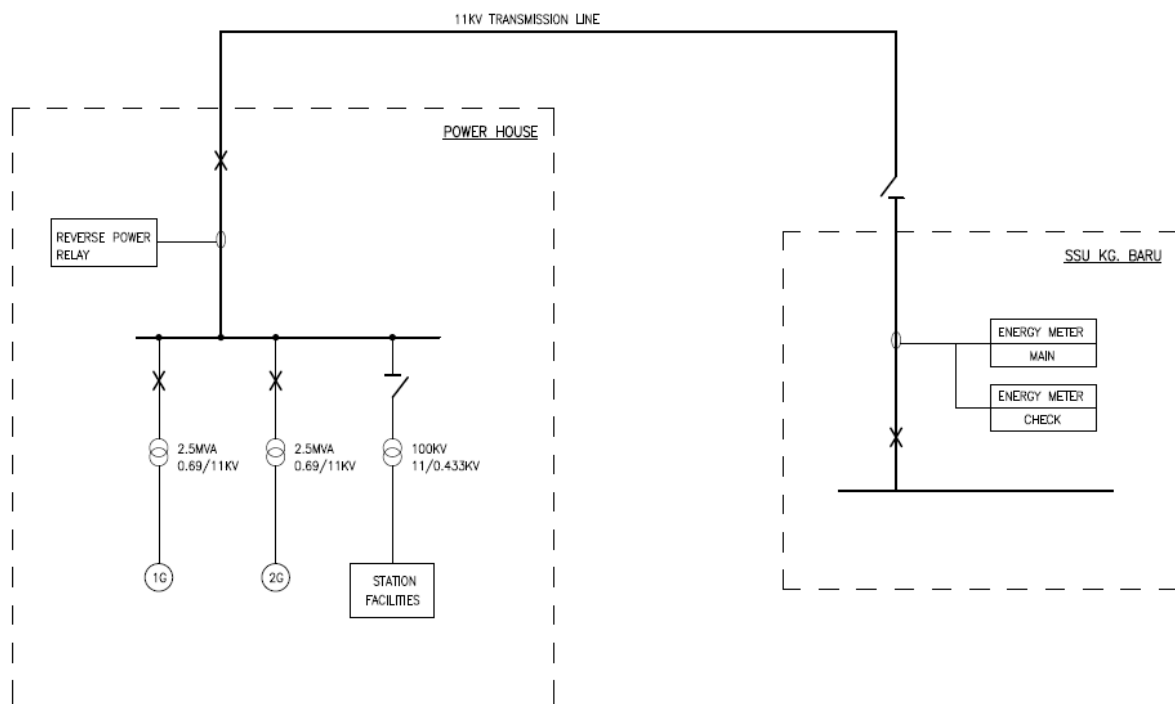 11KV TRANSMISSION LINE
POWER HOUSE
REVERSE POWER
RELAY
SSU KG. BARU
ENERGY METER
MAIN
ENERGY METER
CHECK
2.5MVA
0.69/11KV
2.5MVA
0.69/11KV
100KV
11/0.433KV
1G
2G
STATION
FACILITIES